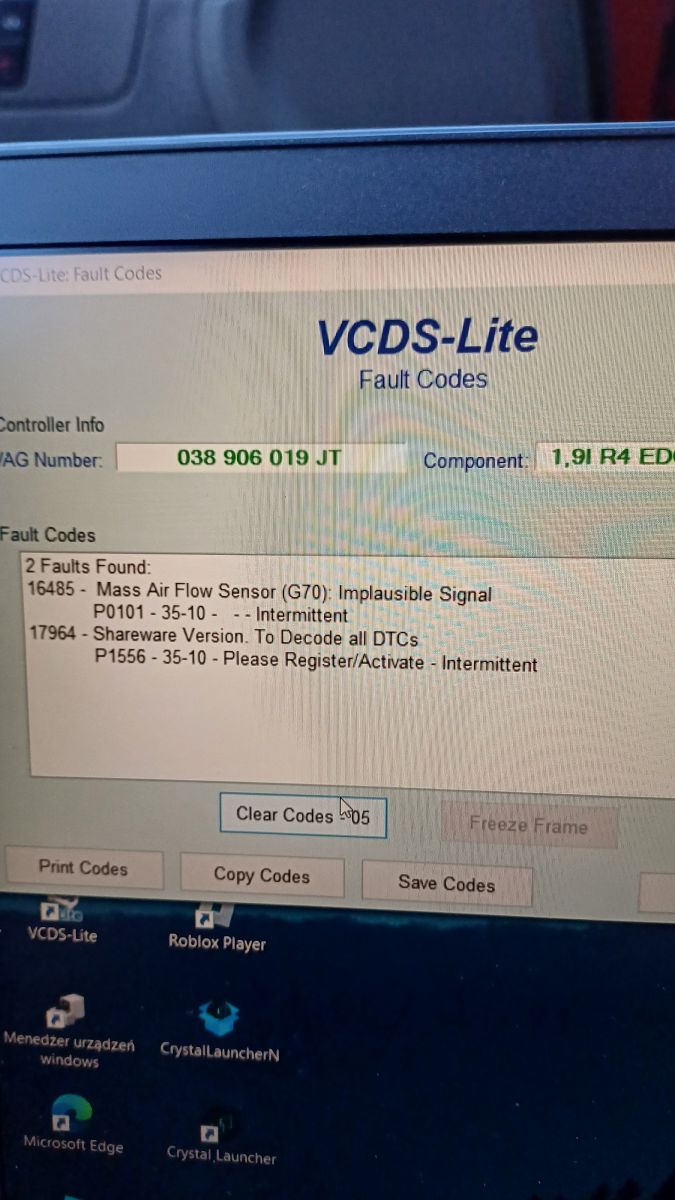 CDS-Lite: Fault Codes
VCDS-Lite
Fault Codes
Controller Info
VAG Number: 038 906 019 JT Component: 1,9l R4 EDC
Fault Codes
2 Faults Found:
16485 - Mass Air Flow Sensor (G70): Implausible Signal
P0101 - 35-10 - - - Intermittent
17964 - Shareware Version. To Decode all DTCs
P1556 - 35-10 - Please Register/Activate - Intermittent
Clear Codes - 05
Freeze Frame
Print Codes
Copy Codes
Save Codes
VCDS-Lite
Roblox Player
Menedżer urządzeń
windows
CrystalLauncherN
Microsoft Edge
Crystal Launcher